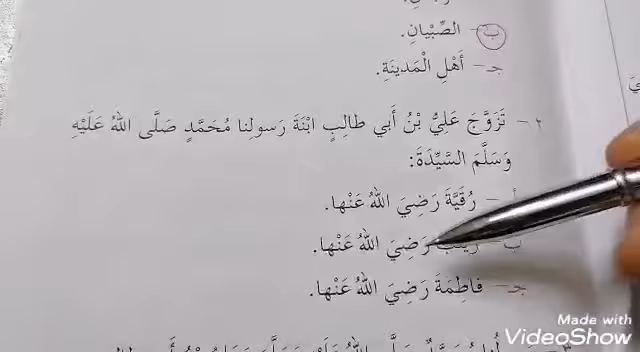 ب- الصِّبْيانِ.
جـ- أَهْلِ الْمَدينَةِ.
٢- تَزَوَّجَ عَلِيُّ بْنُ أَبي طالِبٍ ابْنَةَ رَسولِنا مُحَمَّدٍ صَلَّى اللهُ عَلَيْهِ
وَسَلَّمَ السَّيِّدَةَ:
أ- رُقَيَّةَ رَضِيَ اللهُ عَنْها.
ب- زَيْنَبَ رَضِيَ اللهُ عَنْها.
جـ- فاطِمَةَ رَضِيَ اللهُ عَنْها.
Made with
VideoShow